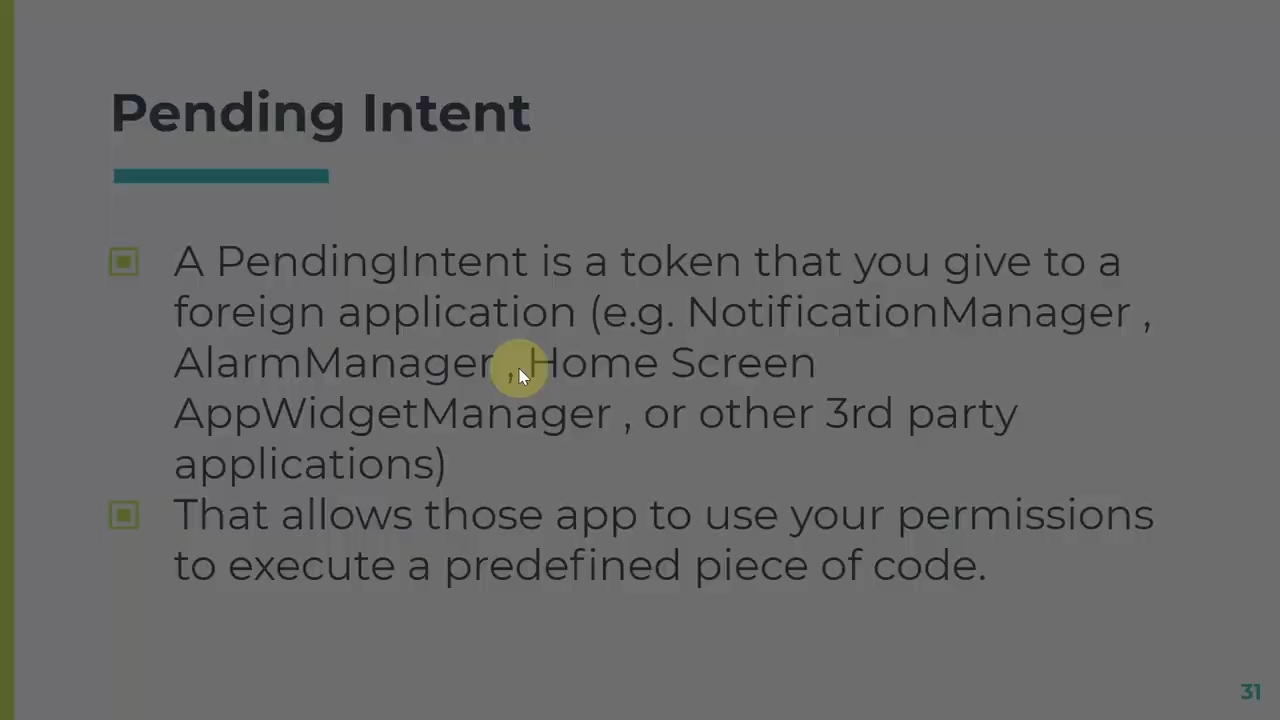 Pending Intent
A PendingIntent is a token that you give to a
foreign application (e.g. NotificationManager ,
AlarmManager , Home Screen
AppWidgetManager , or other 3rd party
applications)
That allows those app to use your permissions
to execute a predefined piece of code.
31